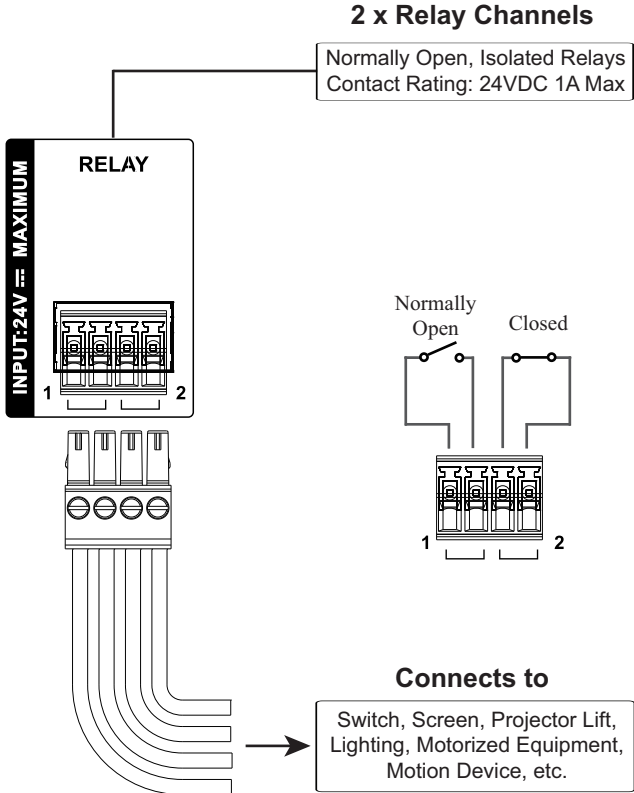 2 x Relay Channels
Normally Open, Isolated Relays
Contact Rating: 24VDC 1A Max
RELAY
INPUT:24V ⎓ MAXIMUM
1 2
Normally
Open
Closed
1 2
Connects to
Switch, Screen, Projector Lift,
Lighting, Motorized Equipment,
Motion Device, etc.